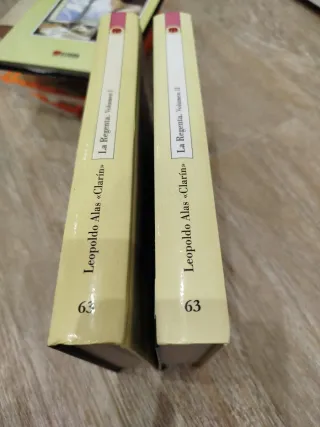 La Regenta. Volumen I
Leopoldo Alas «Clarín»
63
La Regenta. Volumen II
Leopoldo Alas «Clarín»
63